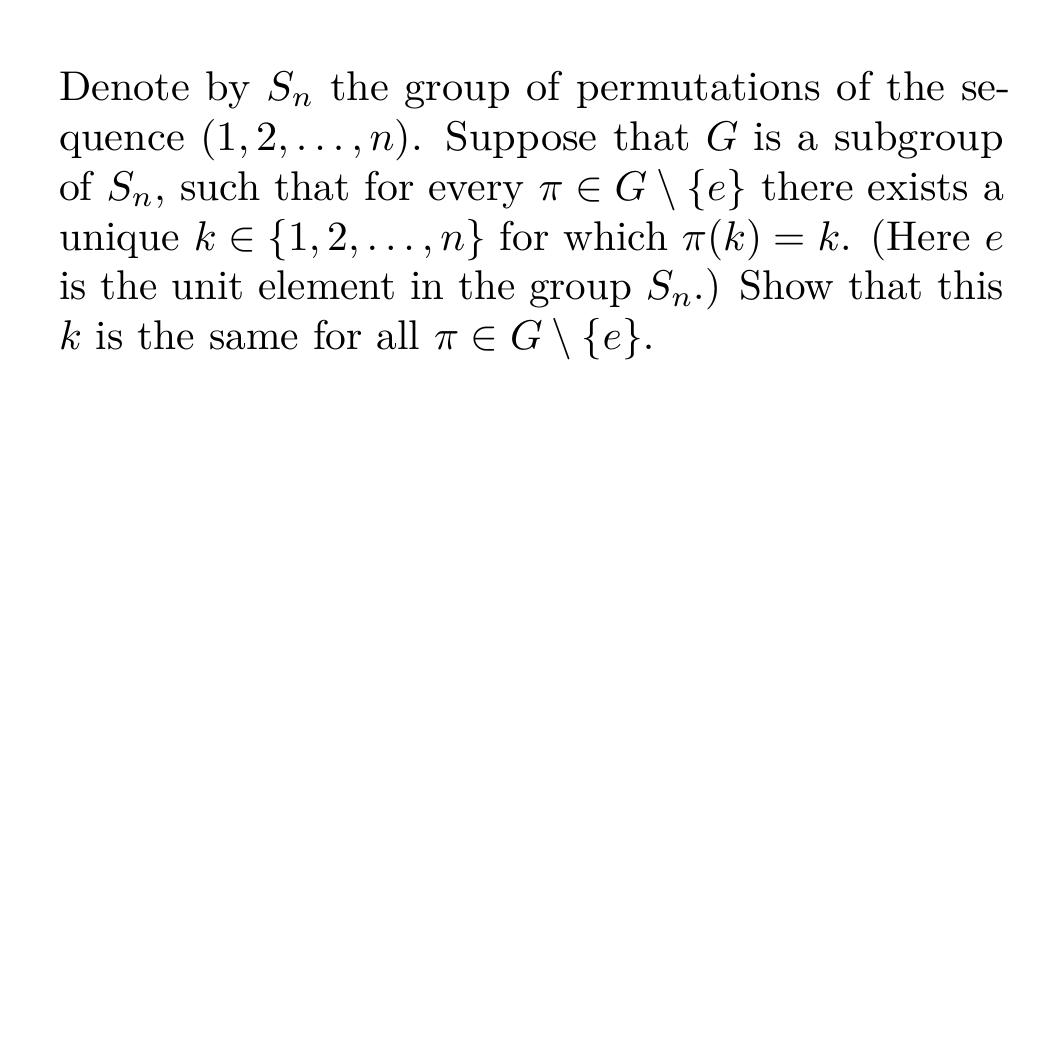 Denote by $S_n$ the group of permutations of the se-
quence $(1, 2, \ldots, n)$. Suppose that $G$ is a subgroup
of $S_n$, such that for every $\pi \in G \setminus \{e\}$ there exists a
unique $k \in \{1, 2, \ldots, n\}$ for which $\pi(k) = k$. (Here $e$
is the unit element in the group $S_n$.) Show that this
$k$ is the same for all $\pi \in G \setminus \{e\}$.